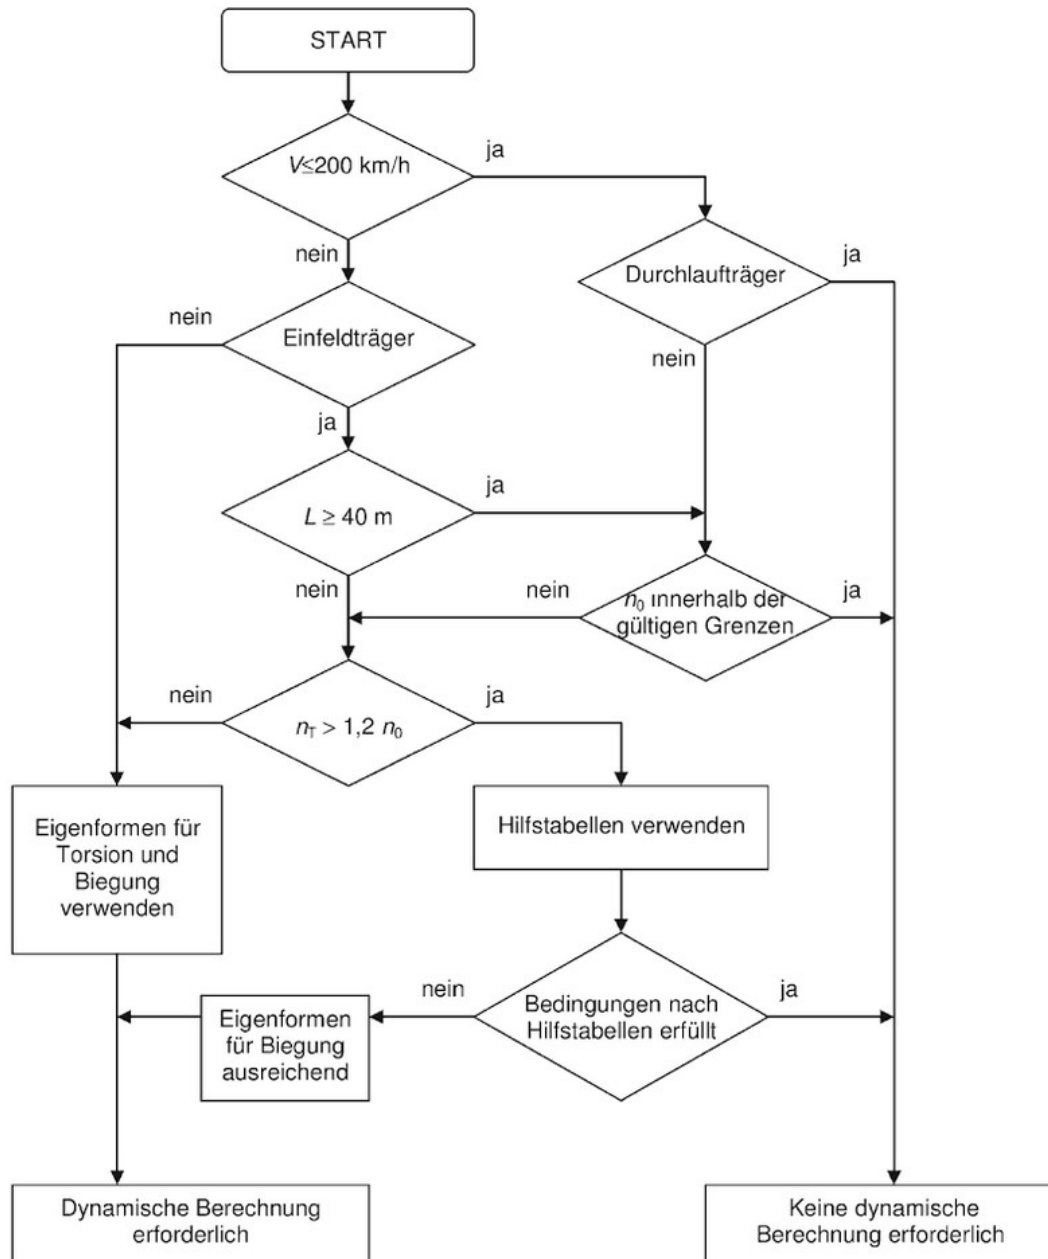 START
V≤200 km/h
ja
nein
Durchlaufträger
ja
nein
Einfeldträger
nein
ja
L ≥ 40 m
ja
nein
nein
n₀ innerhalb der
gültigen Grenzen
ja
nein
n_T > 1,2 n₀
ja
Eigenformen für
Torsion und
Biegung
verwenden
Hilfstabellen verwenden
nein
Bedingungen nach
Hilfstabellen erfüllt
ja
Eigenformen
für Biegung
ausreichend
Dynamische Berechnung
erforderlich
Keine dynamische
Berechnung erforderlich